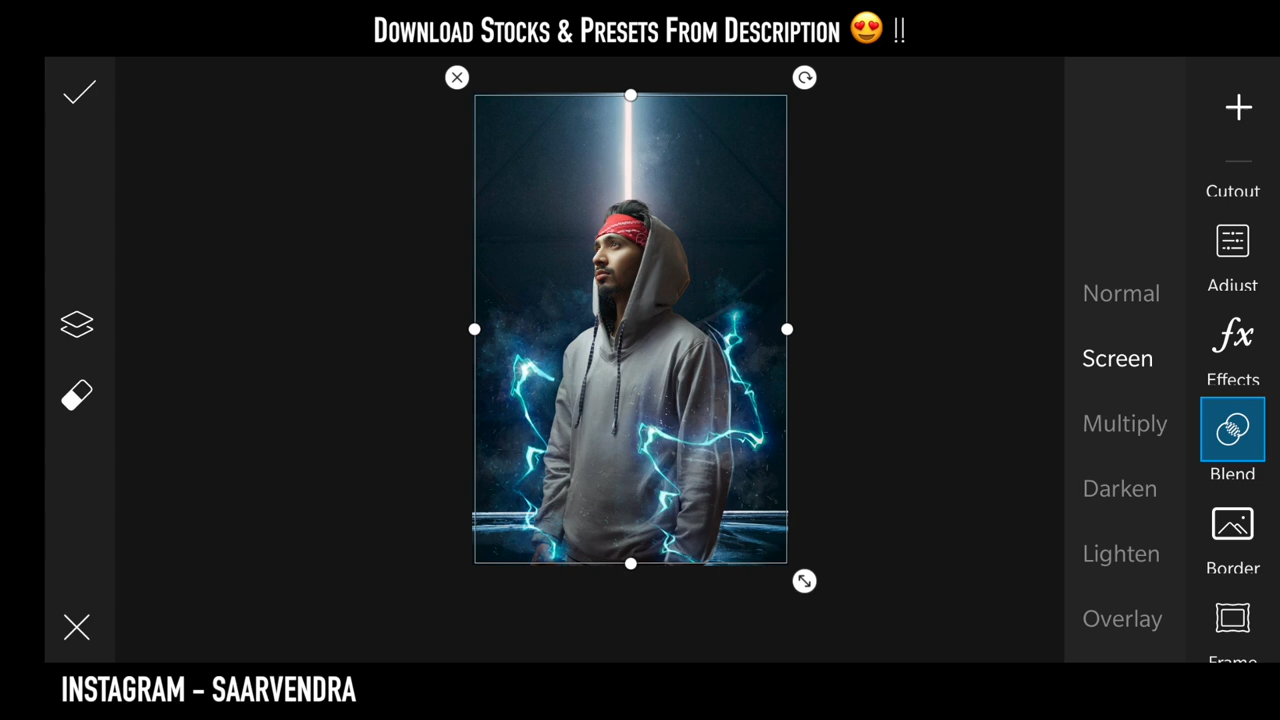 Download Stocks & Presets From Description 😍 !!
Cutout
Adjust
fx
Effects
Normal
Screen
Multiply
Blend
Darken
Lighten
Border
Overlay
Frame
INSTAGRAM - SAARVENDRA